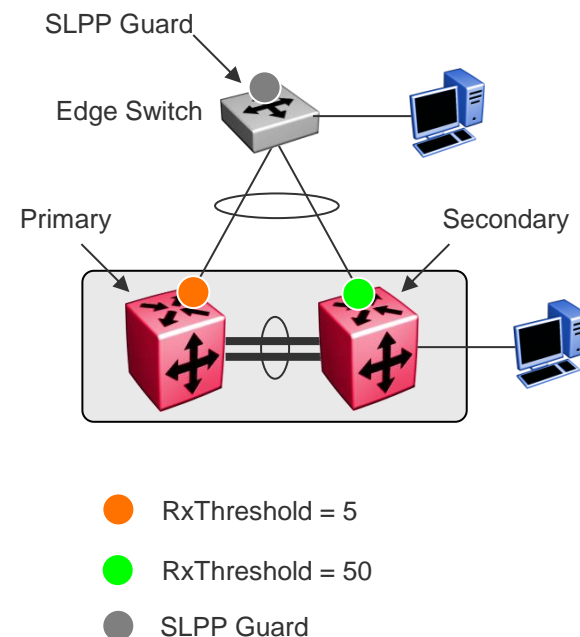 SLPP Guard
Edge Switch
Primary
Secondary
RxThreshold = 5
RxThreshold = 50
SLPP Guard